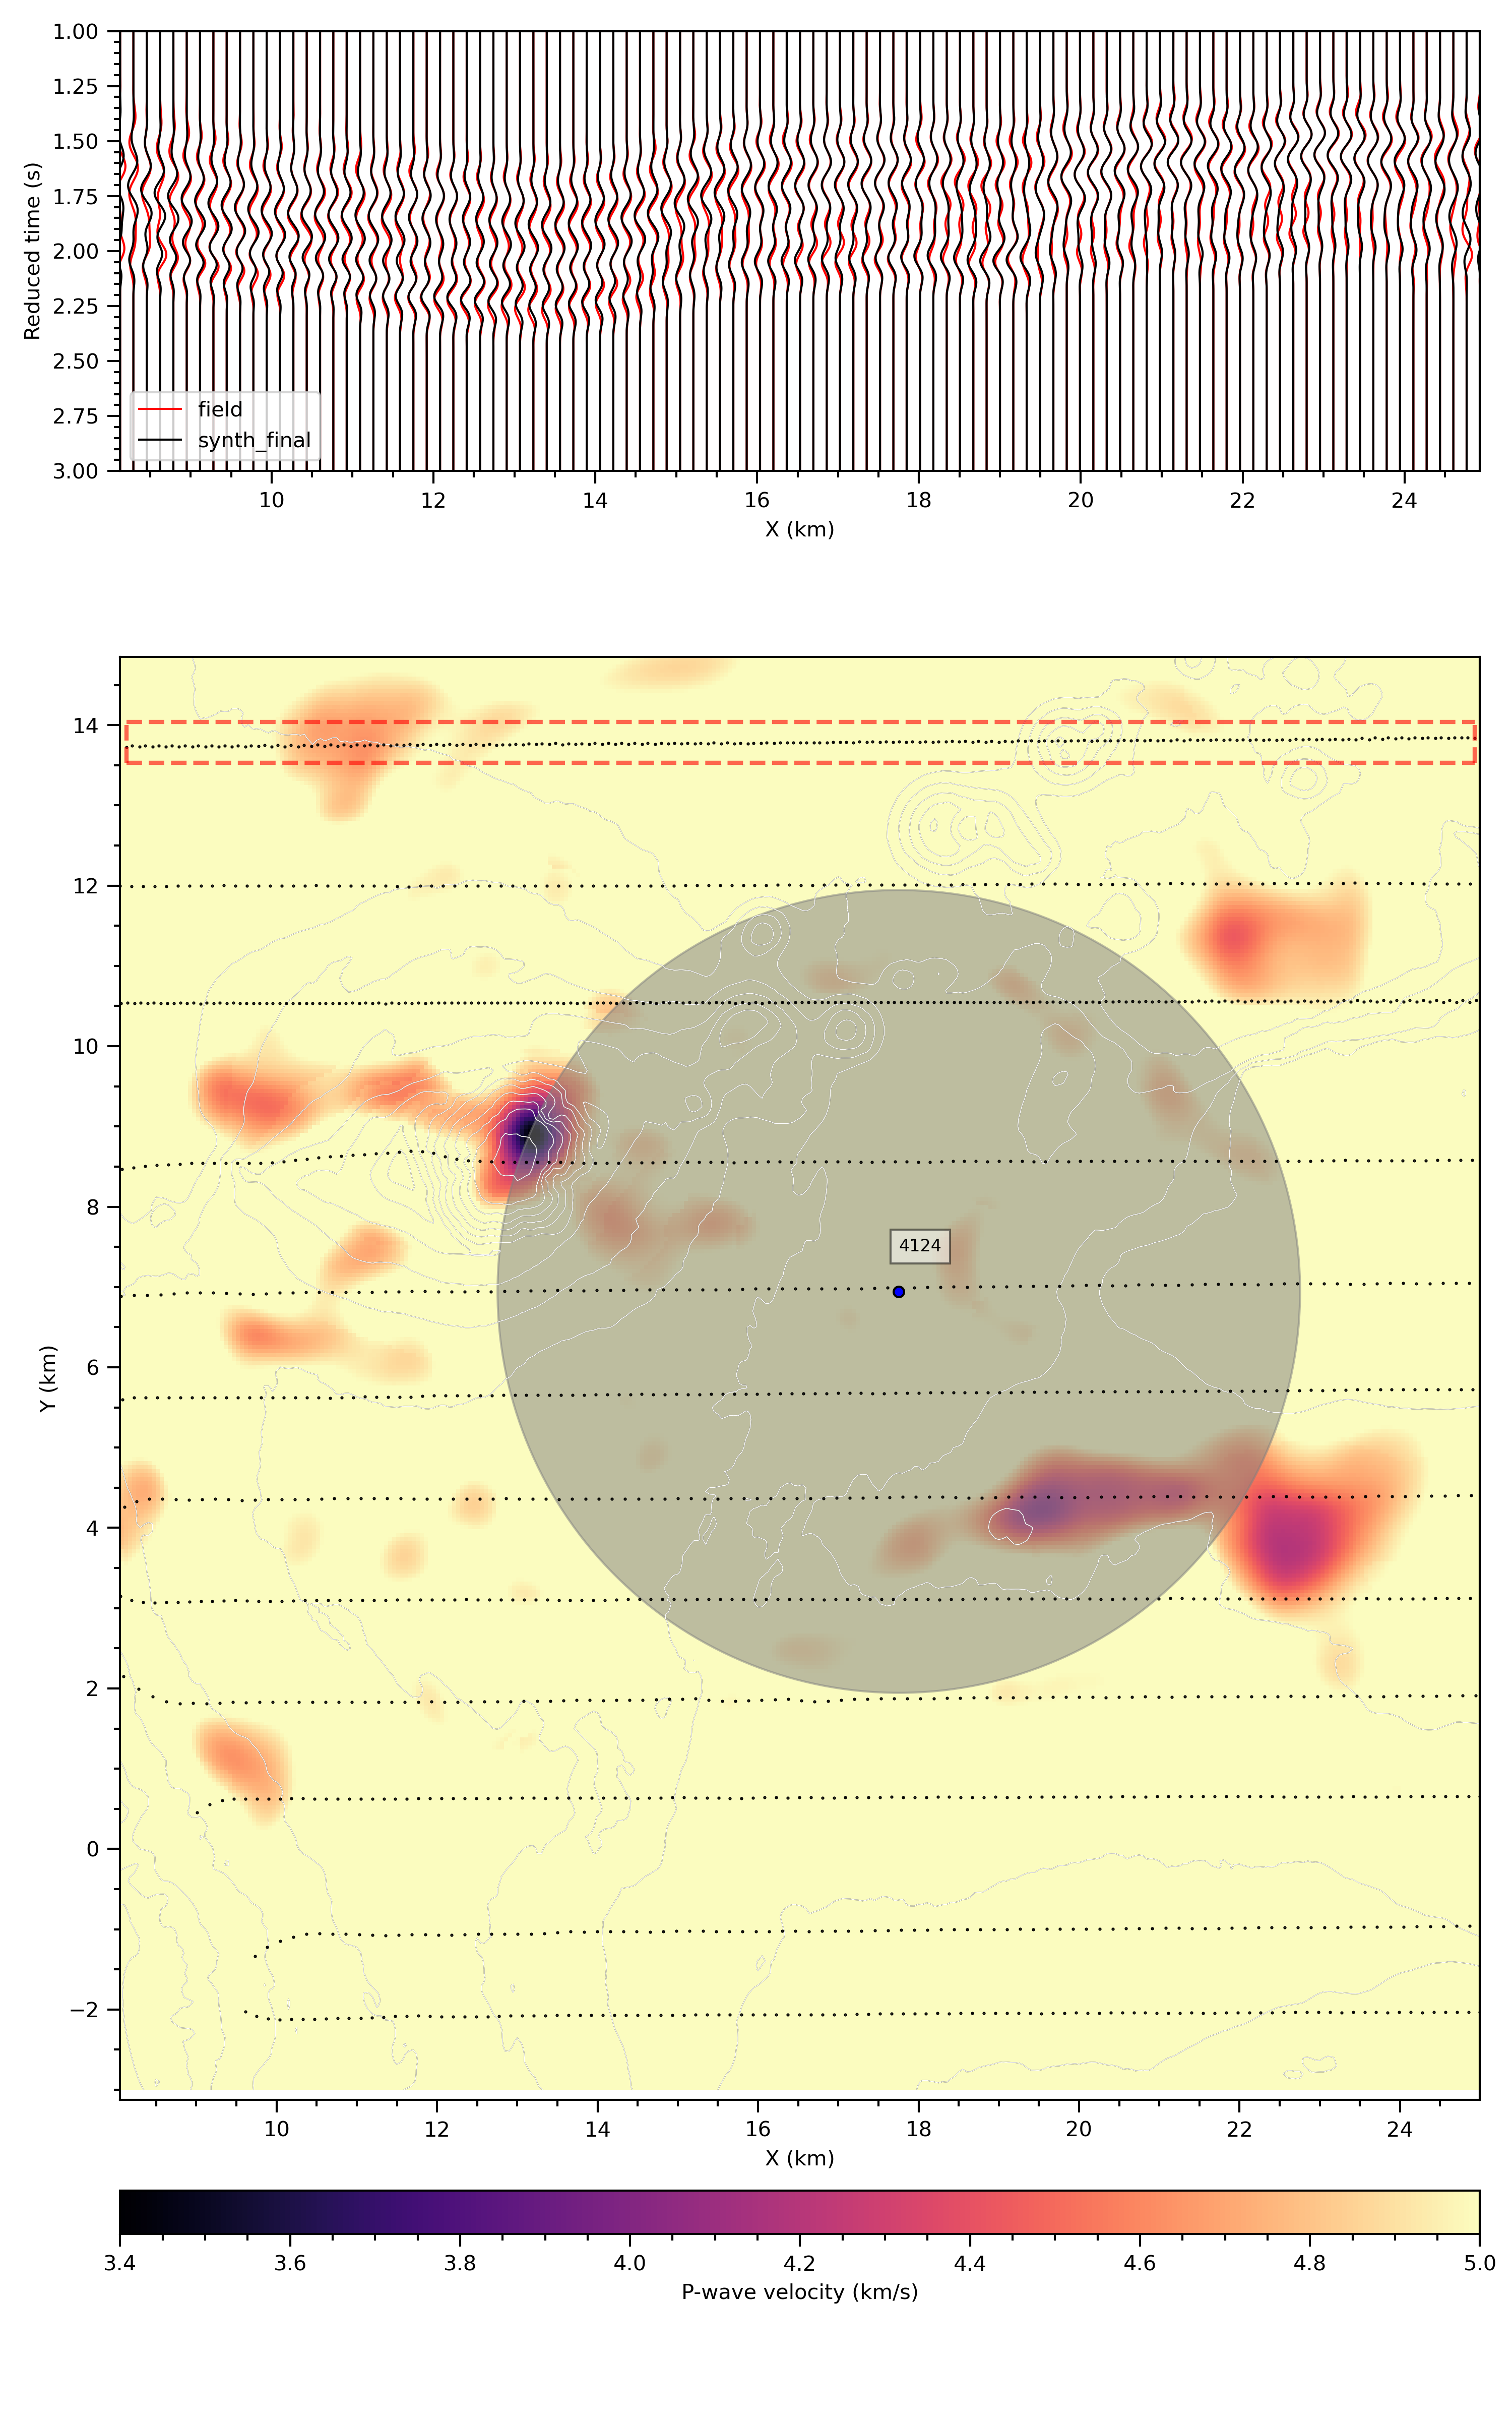 1.00
1.25
1.50
1.75
2.00
2.25
2.50
2.75
3.00
Reduced time (s)
field
synth_final
10 12 14 16 18 20 22 24
X (km)
14
12
10
8
6
4
2
0
−2
Y (km)
4124
10 12 14 16 18 20 22 24
X (km)
3.4 3.6 3.8 4.0 4.2 4.4 4.6 4.8 5.0
P-wave velocity (km/s)